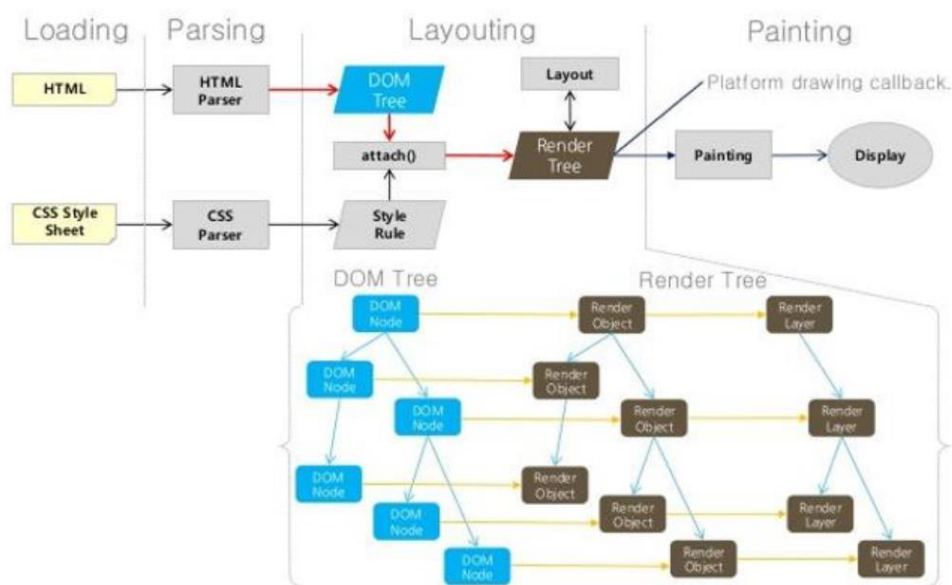 Loading
Parsing
Layouting
Painting
HTML
HTML
Parser
DOM
Tree
Layout
Platform drawing callback.
attach()
Render
Tree
Painting
Display
CSS Style
Sheet
CSS
Parser
Style
Rule
DOM Tree
Render Tree
DOM
Node
Render
Object
Render
Layer
DOM
Node
Render
Object
DOM
Node
Render
Object
Render
Layer
DOM
Node
Render
Object
DOM
Node
Render
Object
Render
Layer
DOM
Node
Render
Object
Render
Layer